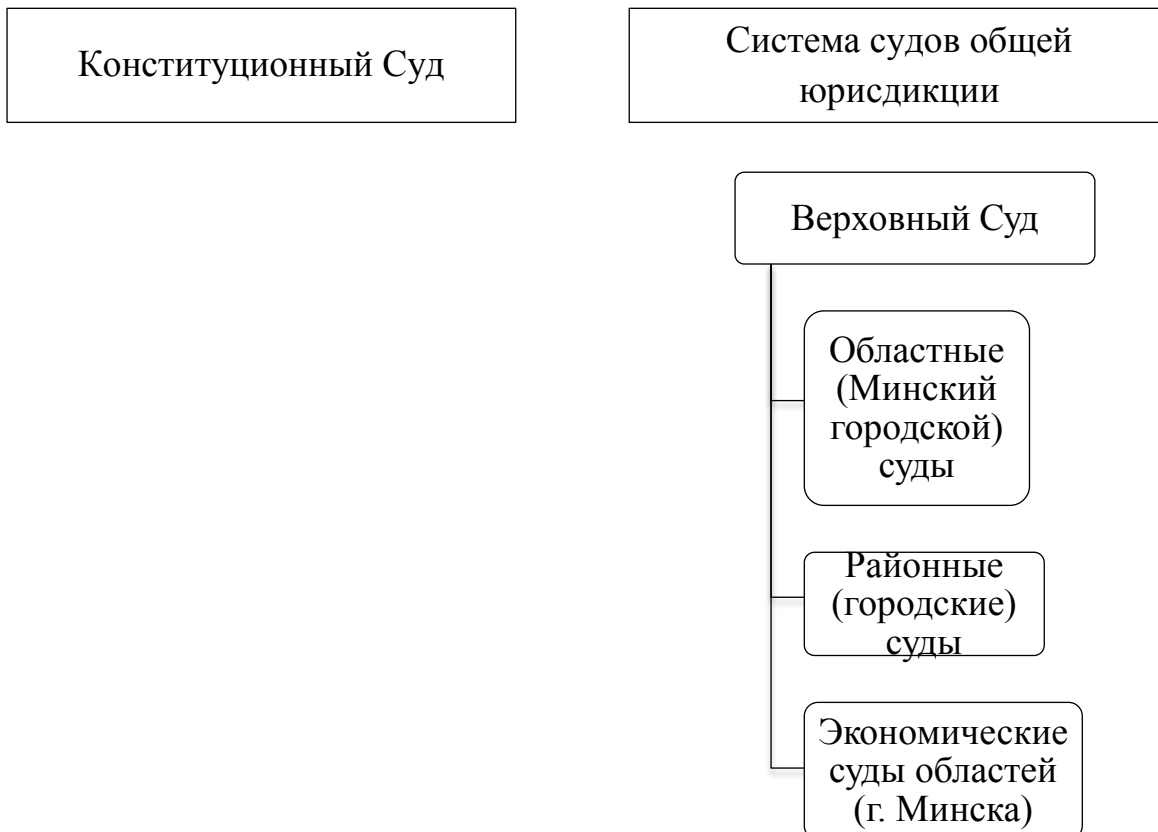 Конституционный Суд
Система судов общей
юрисдикции
Верховный Суд
Областные
(Минский
городской)
суды
Районные
(городские)
суды
Экономические
суды областей
(г. Минска)